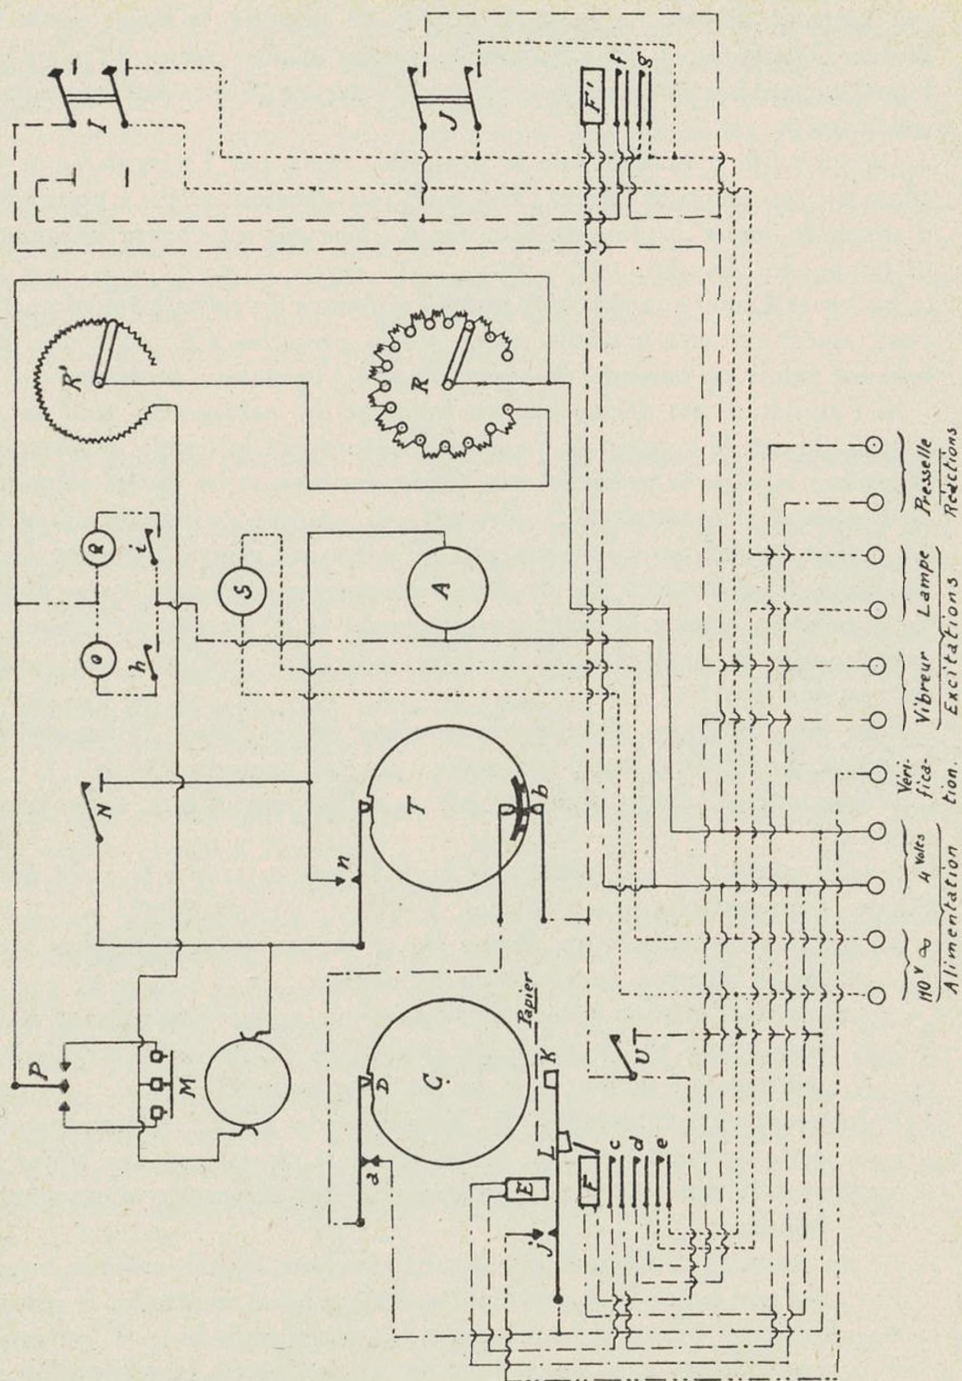 I
J
F'
f
g
R'
R
Q
i
S
A
O
h
N
T
n
b
P
M
D
C
a
Papier
K
L
E
F
j
c
d
e
U
Presselle
Réactions
Lampe
Vibreur
Excitations
Véri-
fica-
tion.
4 Volts
110 V ∞
Alimentation